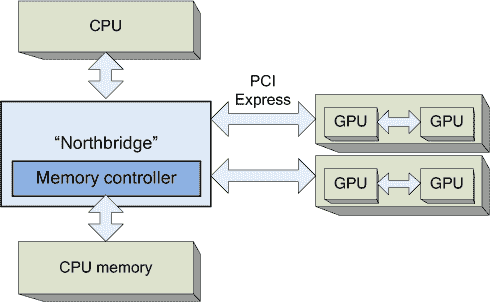 CPU
PCI
Express
GPU GPU
“Northbridge”
Memory controller
GPU GPU
CPU memory